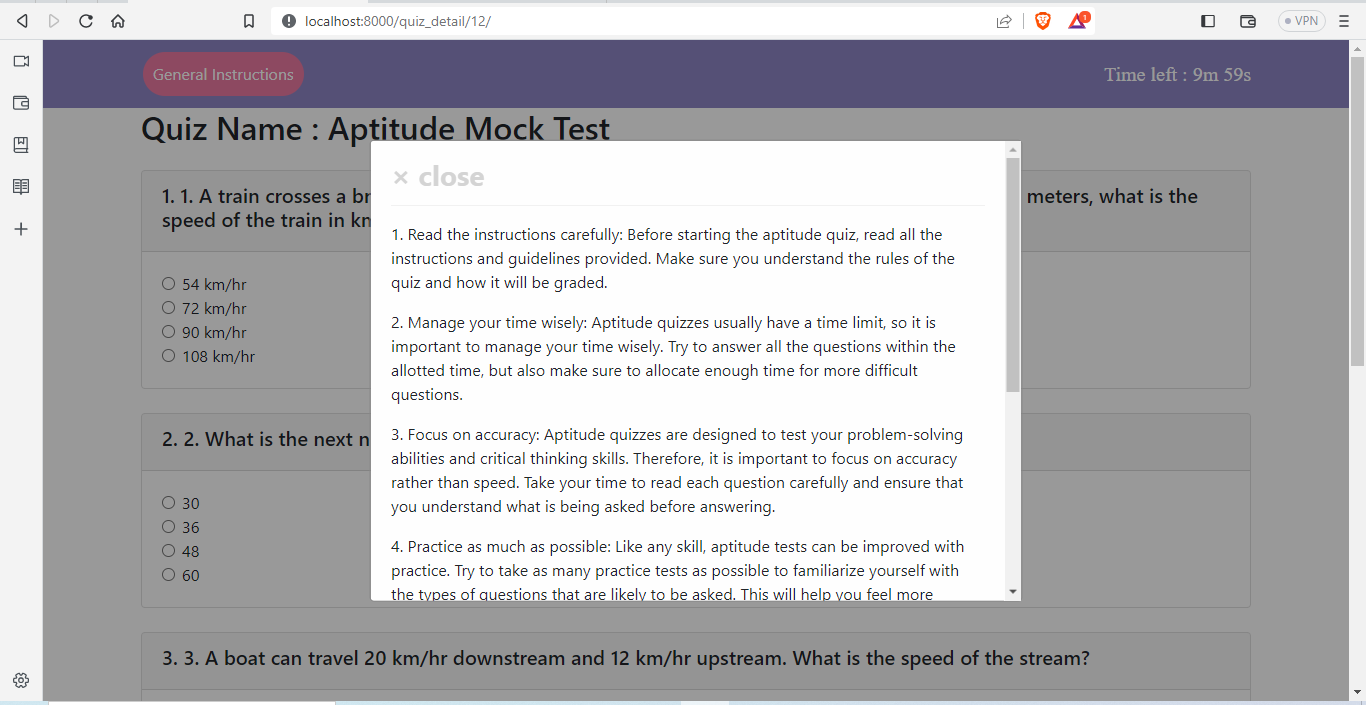 localhost:8000/quiz_detail/12/
1
VPN
General Instructions
Time left : 9m 59s
Quiz Name : Aptitude Mock Test
× close
1. 1. A train crosses a br
meters, what is the
speed of the train in kn
54 km/hr
72 km/hr
90 km/hr
108 km/hr
1. Read the instructions carefully: Before starting the aptitude quiz, read all the
instructions and guidelines provided. Make sure you understand the rules of the
quiz and how it will be graded.
2. Manage your time wisely: Aptitude quizzes usually have a time limit, so it is
important to manage your time wisely. Try to answer all the questions within the
allotted time, but also make sure to allocate enough time for more difficult
questions.
3. Focus on accuracy: Aptitude quizzes are designed to test your problem-solving
abilities and critical thinking skills. Therefore, it is important to focus on accuracy
rather than speed. Take your time to read each question carefully and ensure that
you understand what is being asked before answering.
4. Practice as much as possible: Like any skill, aptitude tests can be improved with
practice. Try to take as many practice tests as possible to familiarize yourself with
the types of questions that are likely to be asked. This will help you feel more
2. 2. What is the next n
30
36
48
60
3. 3. A boat can travel 20 km/hr downstream and 12 km/hr upstream. What is the speed of the stream?